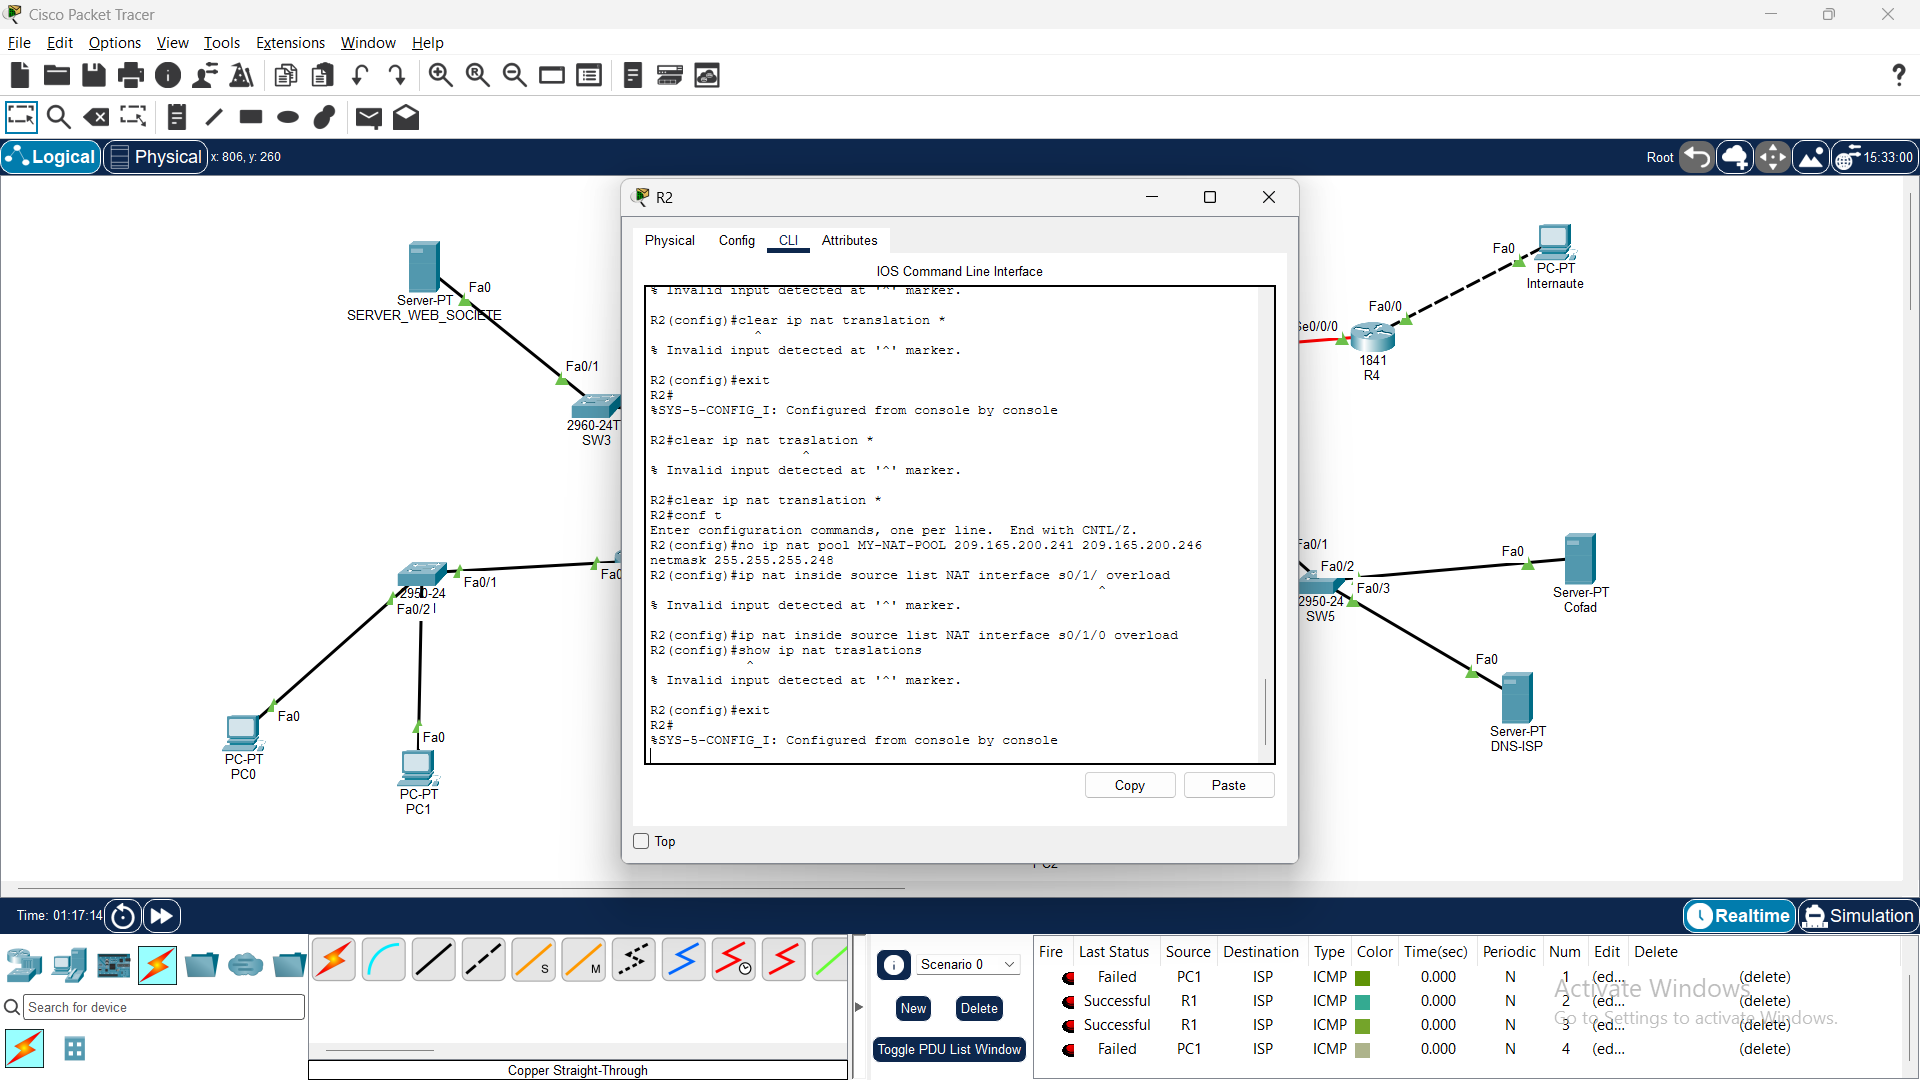 Cisco Packet Tracer
File Edit Options View Tools Extensions Window Help
Logical Physical x: 806, y: 260
Root 15:33:00
R2
Physical Config CLI Attributes
IOS Command Line Interface
% Invalid input detected at '^' marker.
R2(config)#clear ip nat translation *
^
% Invalid input detected at '^' marker.
R2(config)#exit
R2#
%SYS-5-CONFIG_I: Configured from console by console
R2#clear ip nat traslation *
^
% Invalid input detected at '^' marker.
R2#clear ip nat translation *
R2#conf t
Enter configuration commands, one per line. End with CNTL/Z.
R2(config)#no ip nat pool MY-NAT-POOL 209.165.200.241 209.165.200.246
netmask 255.255.255.248
R2(config)#ip nat inside source list NAT interface s0/1/ overload
^
% Invalid input detected at '^' marker.
R2(config)#ip nat inside source list NAT interface s0/1/0 overload
R2(config)#show ip nat traslations
^
% Invalid input detected at '^' marker.
R2(config)#exit
R2#
%SYS-5-CONFIG_I: Configured from console by console
Copy Paste
Top
Fa0
Server-PT
SERVER_WEB_SOCIETE
Fa0/1
2960-24T
SW3
Fa0/1
2950-24
Fa0/2
Fa0
PC-PT
PC0
Fa0
PC-PT
PC1
Fa0
PC-PT
Internaute
Fa0/0
Se0/0/0
1841
R4
Fa0/1
Fa0/2
Fa0/3
2950-24
SW5
Fa0
Server-PT
Cofad
Fa0
Server-PT
DNS-ISP
Time: 01:17:14
Realtime Simulation
Search for device
S
M
Copper Straight-Through
Scenario 0
New Delete
Toggle PDU List Window
Fire Last Status Source Destination Type Color Time(sec) Periodic Num Edit Delete
Failed PC1 ISP ICMP 0.000 N 1 (ed... (delete)
Successful R1 ISP ICMP 0.000 N 2 (ed... (delete)
Successful R1 ISP ICMP 0.000 N 3 (ed... (delete)
Failed PC1 ISP ICMP 0.000 N 4 (ed... (delete)
Activate Windows
Go to Settings to activate Windows.